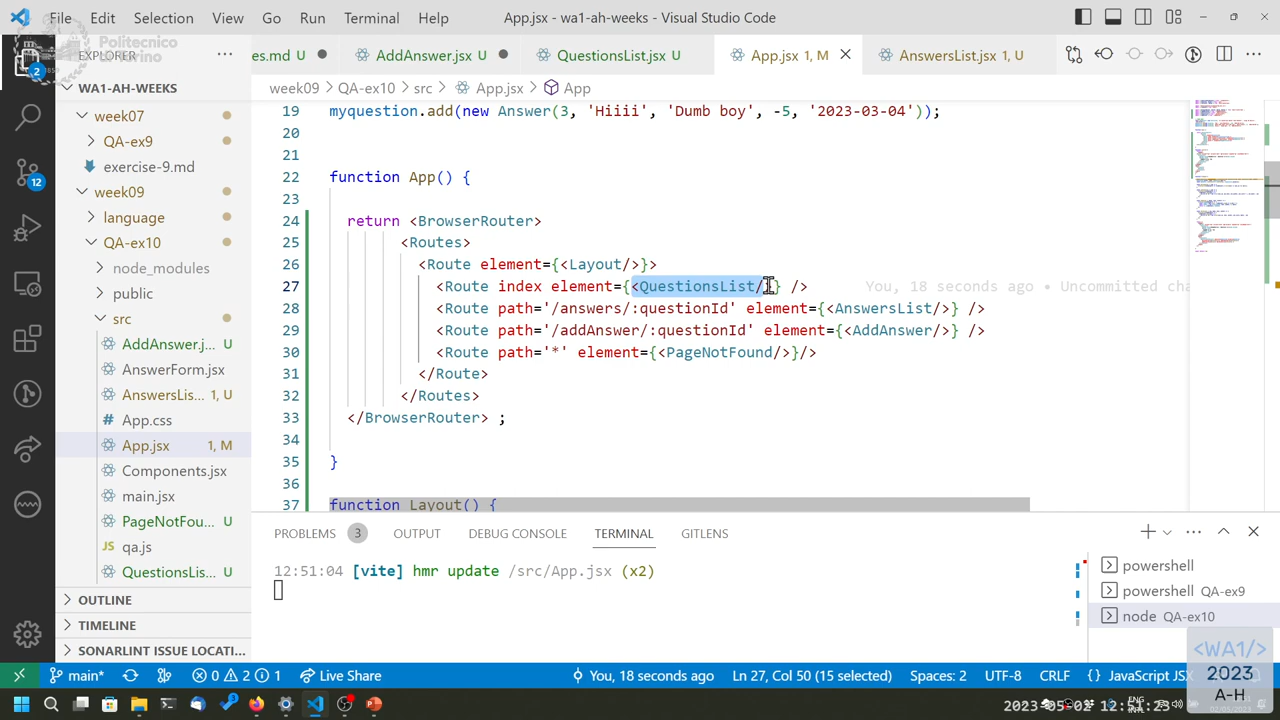 File Edit Selection View Go Run Terminal Help App.jsx - wa1-ah-weeks - Visual Studio Code
Politecnico
EXPLORER
es.md AddAnswer.jsx QuestionsList.jsx U App.jsx 1, M AnswersList.jsx 1, U
WA1-AH-WEEKS
week07
QA-ex9
exercise-9.md
week09
language
QA-ex10
node_modules
public
src
AddAnswer.j... U
AnswerForm.jsx
AnswersLis... 1, U
App.css
App.jsx 1, M
Components.jsx
main.jsx
PageNotFou... U
qa.js
QuestionsLis... U
OUTLINE
TIMELINE
SONARLINT ISSUE LOCATI...
2
12
week09 > QA-ex10 > src > App.jsx > App
19 myquestion.add(new Answer(3, 'Hiiii', 'Dumb boy', -5, '2023-03-04'));
20
21
22 function App() {
23
24 return <BrowserRouter>
25 <Routes>
26 <Route element={<Layout/>}>
27 <Route index element={<QuestionsList/>} /> You, 18 seconds ago • Uncommitted cha
28 <Route path='/answers/:questionId' element={<AnswersList/>} />
29 <Route path='/addAnswer/:questionId' element={<AddAnswer/>} />
30 <Route path='*' element={<PageNotFound/>}/>
31 </Route>
32 </Routes>
33 </BrowserRouter> ;
34
35 }
36
37 function Layout() {
PROBLEMS 3 OUTPUT DEBUG CONSOLE TERMINAL GITLENS
12:51:04 [vite] hmr update /src/App.jsx (x2)
powershell
powershell QA-ex9
node QA-ex10
<WA1/>
2023
A-H
main* 0 2 1 Live Share You, 18 seconds ago Ln 27, Col 50 (15 selected) Spaces: 2 UTF-8 CRLF {} JavaScript JSX
ENG